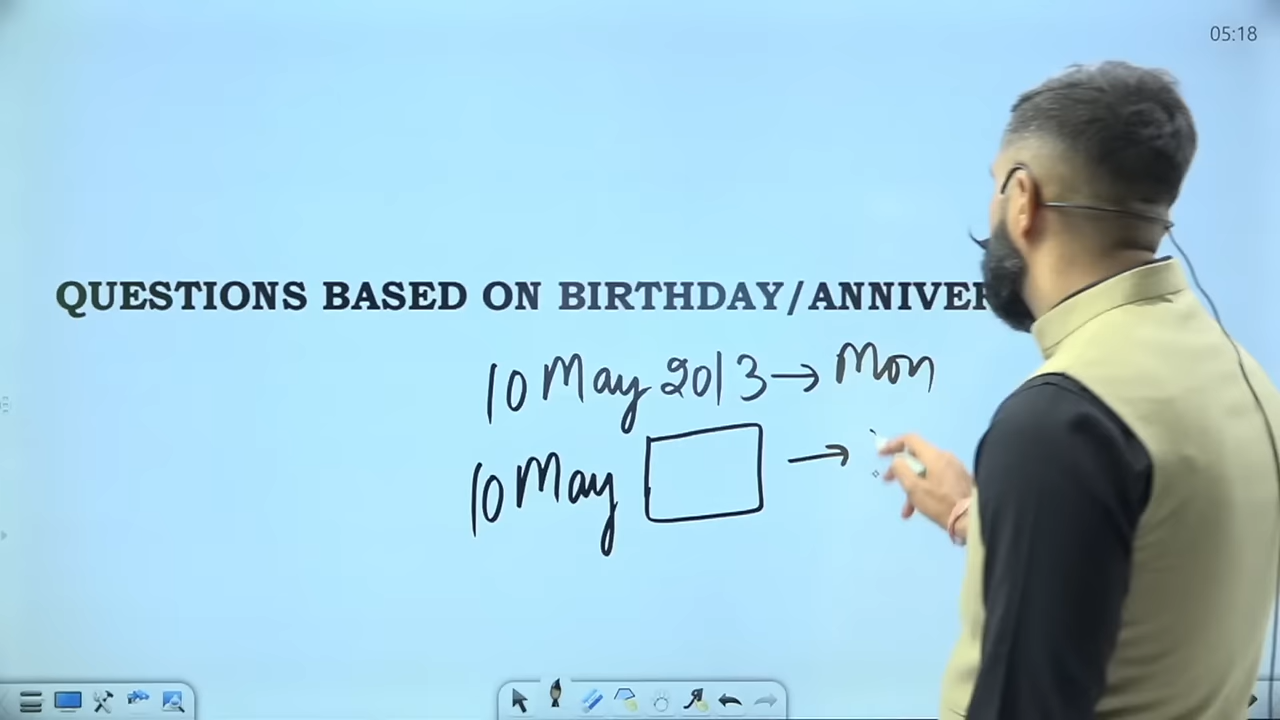 05:18
QUESTIONS BASED ON BIRTHDAY/ANNIVER
10 May 2013 → Mon
10 May →